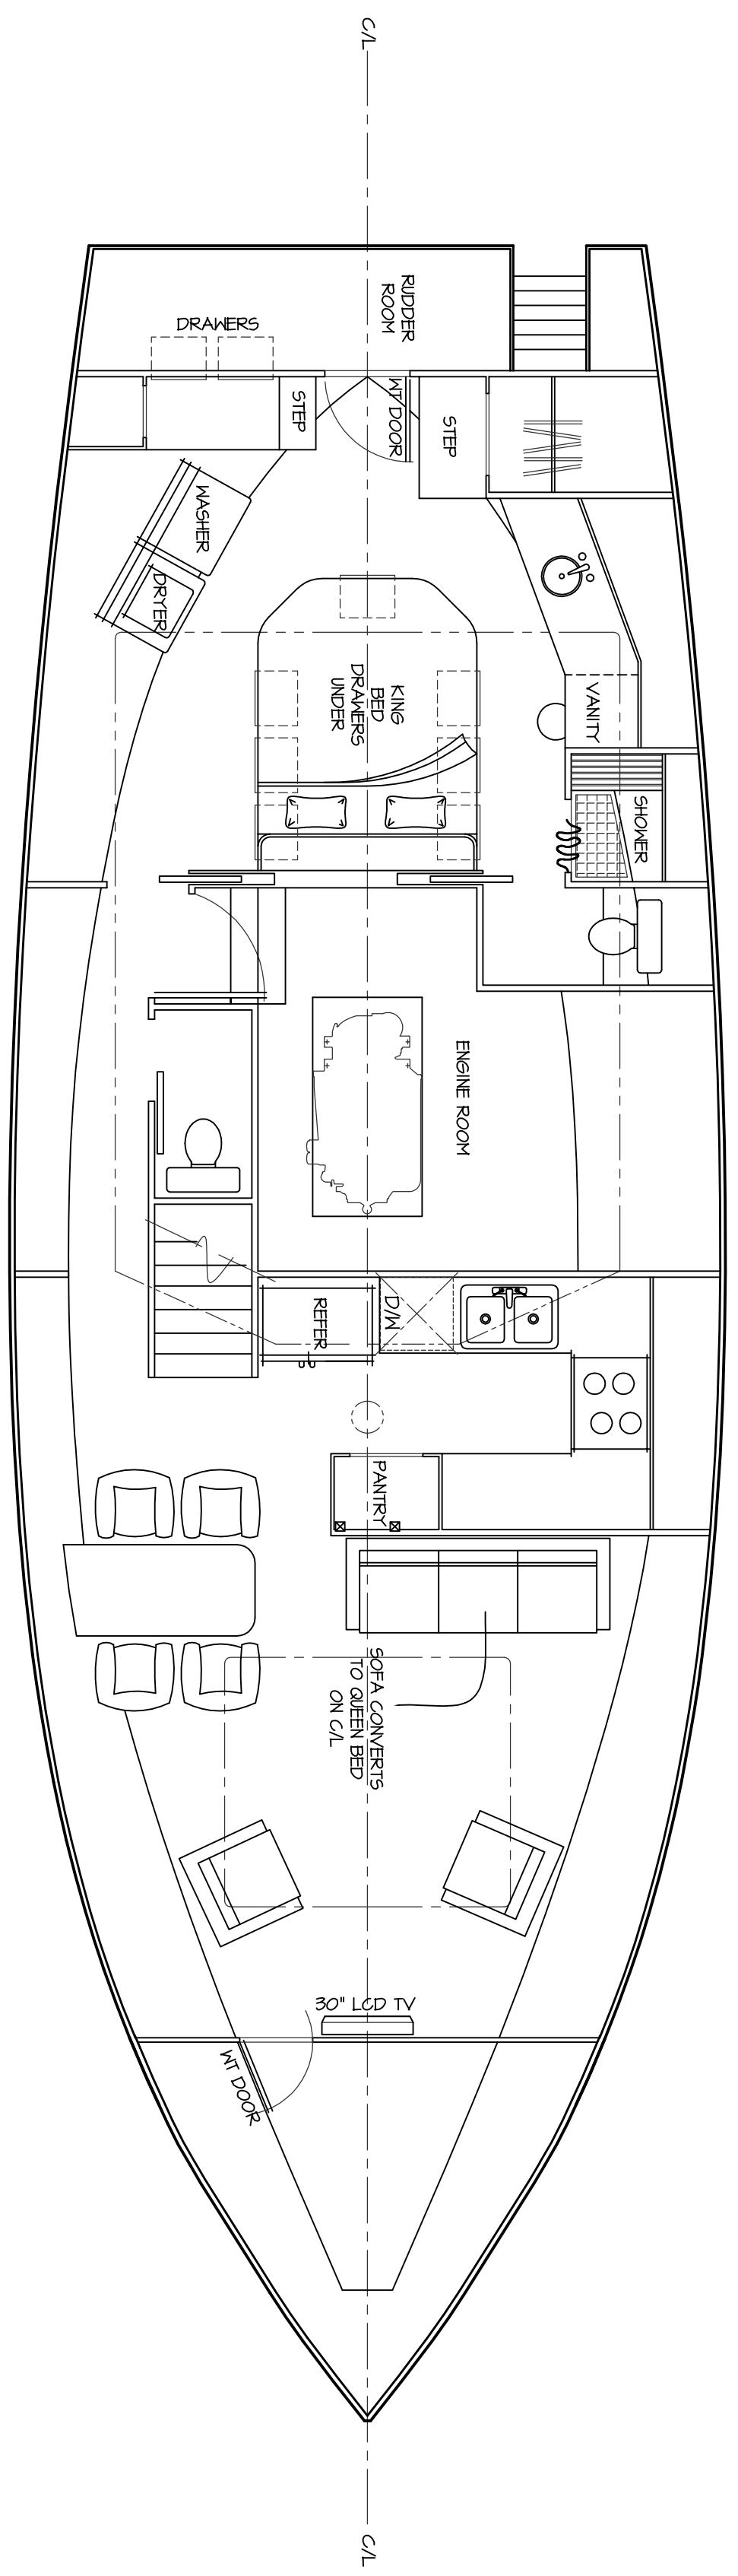 C/L
RUDDER
ROOM
DRAWERS
STEP
WT DOOR
STEP
WASHER
DRYER
KING
BED
DRAWERS
UNDER
VANITY
SHOWER
ENGINE ROOM
REFER
D/W
PANTRY
SOFA CONVERTS
TO QUEEN BED
ON C/L
30" LCD TV
WT DOOR
C/L